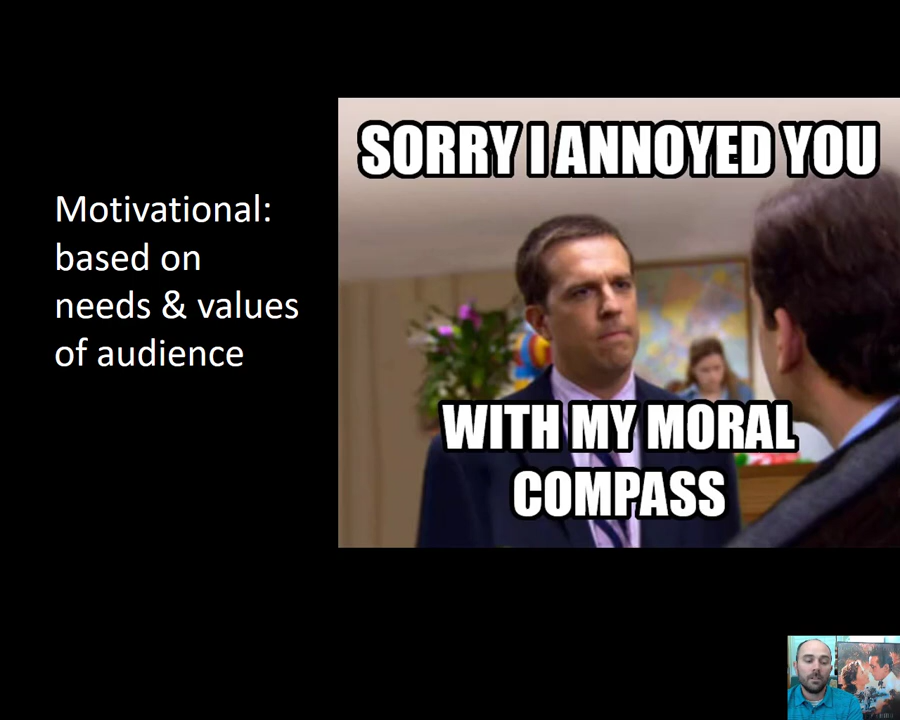 Motivational:
based on
needs & values
of audience
SORRY I ANNOYED YOU
WITH MY MORAL
COMPASS